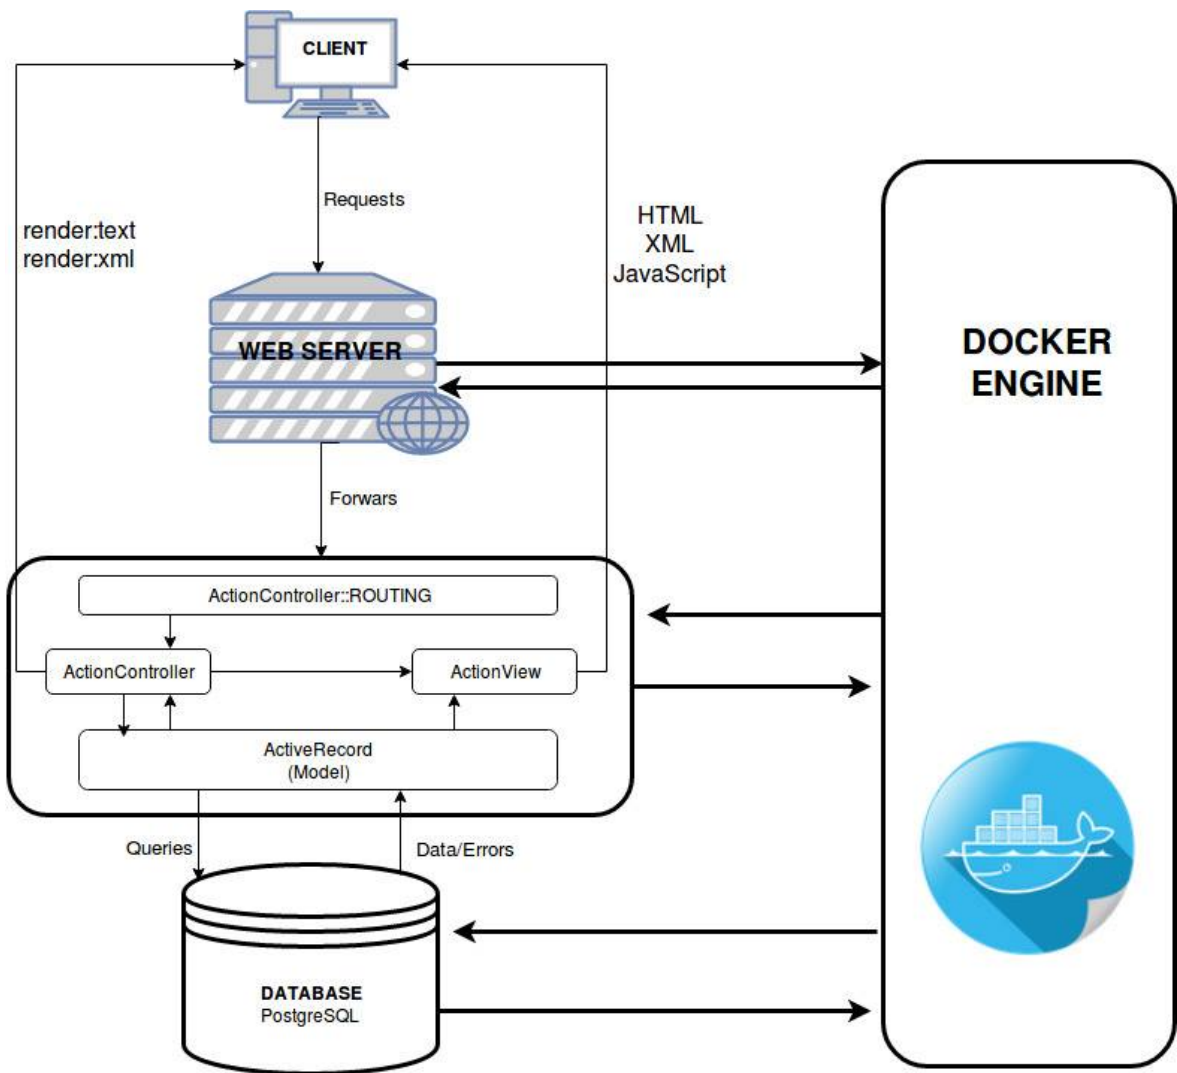 CLIENT
Requests
render:text
render:xml
HTML
XML
JavaScript
WEB SERVER
DOCKER
ENGINE
Forwars
ActionController::ROUTING
ActionController
ActionView
ActiveRecord
(Model)
Queries
Data/Errors
DATABASE
PostgreSQL